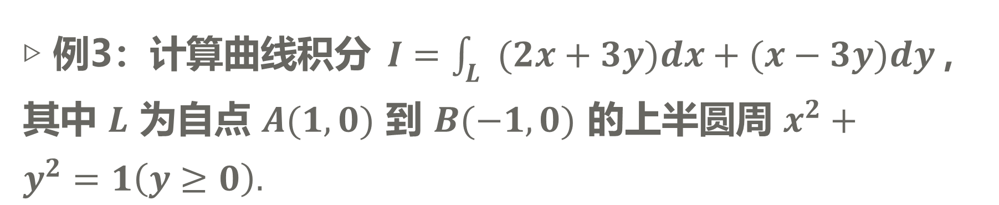 ▷ 例3：计算曲线积分 I = ∫_L (2x + 3y)dx + (x − 3y)dy，
其中 L 为自点 A(1, 0) 到 B(−1, 0) 的上半圆周 x² +
y² = 1(y ≥ 0).